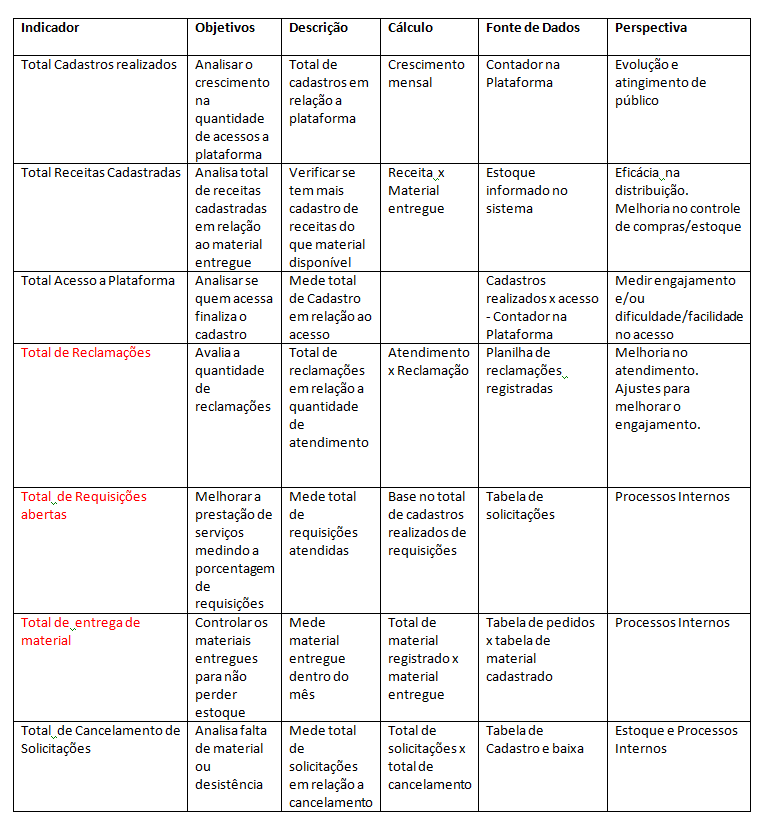 Indicador
Objetivos
Descrição
Cálculo
Fonte de Dados
Perspectiva
Total Cadastros realizados
Analisar o
crescimento
na
quantidade
de acessos a
plataforma
Total de
cadastros em
relação a
plataforma
Crescimento
mensal
Contador na
Plataforma
Evolução e
atingimento de
público
Total Receitas Cadastradas
Analisa total
de receitas
cadastradas
em relação
ao material
entregue
Verificar se
tem mais
cadastro de
receitas do
que material
disponível
Receita x
Material
entregue
Estoque
informado no
sistema
Eficácia na
distribuição.
Melhoria no controle
de compras/estoque
Total Acesso a Plataforma
Analisar se
quem acessa
finaliza o
cadastro
Mede total
de Cadastro
em relação ao
acesso
Cadastros
realizados x acesso
- Contador na
Plataforma
Medir engajamento
e/ou
dificuldade/facilidade
no acesso
Total de Reclamações
Avalia a
quantidade
de
reclamações
Total de
reclamações
em relação a
quantidade
de
atendimento
Atendimento
x Reclamação
Planilha de
reclamações
registradas
Melhoria no
atendimento.
Ajustes para
melhorar o
engajamento.
Total de Requisições
abertas
Melhorar a
prestação de
serviços
medindo a
porcentagem
de
requisições
Mede total
de
requisições
atendidas
Base no total
de cadastros
realizados de
requisições
Tabela de
solicitações
Processos Internos
Total de entrega de
material
Controlar os
materiais
entregues
para não
perder
estoque
Mede
material
entregue
dentro do
mês
Total de
material
registrado x
material
entregue
Tabela de pedidos
x tabela de
material
cadastrado
Processos Internos
Total de Cancelamento de
Solicitações
Analisa falta
de material
ou
desistência
Mede total
de
solicitações
em relação a
cancelamento
Total de
solicitações x
total de
cancelamento
Tabela de
Cadastro e baixa
Estoque e Processos
Internos